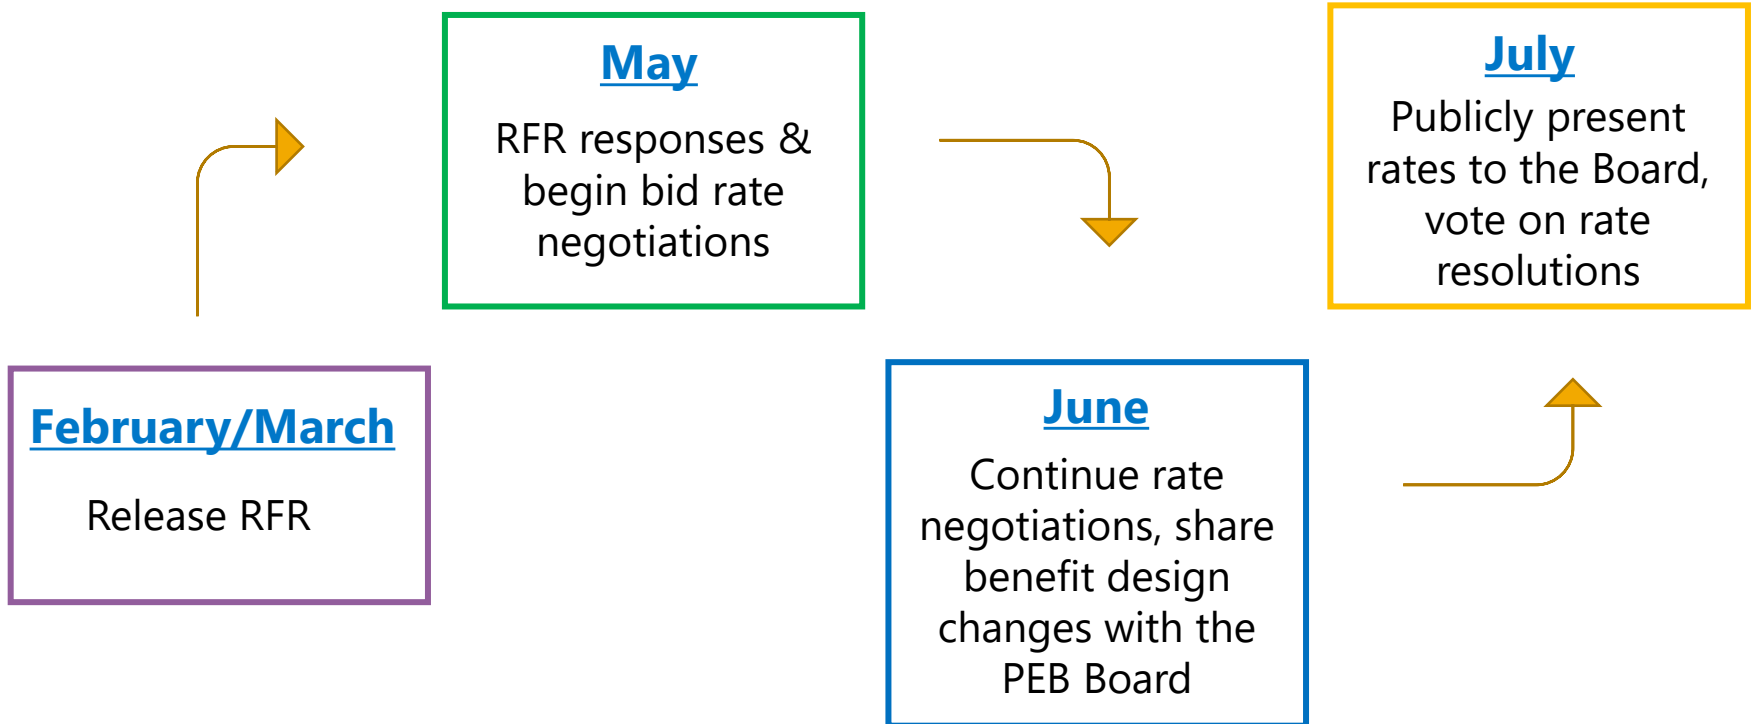 February/March
Release RFR
May
RFR responses &
begin bid rate
negotiations
June
Continue rate
negotiations, share
benefit design
changes with the
PEB Board
July
Publicly present
rates to the Board,
vote on rate
resolutions